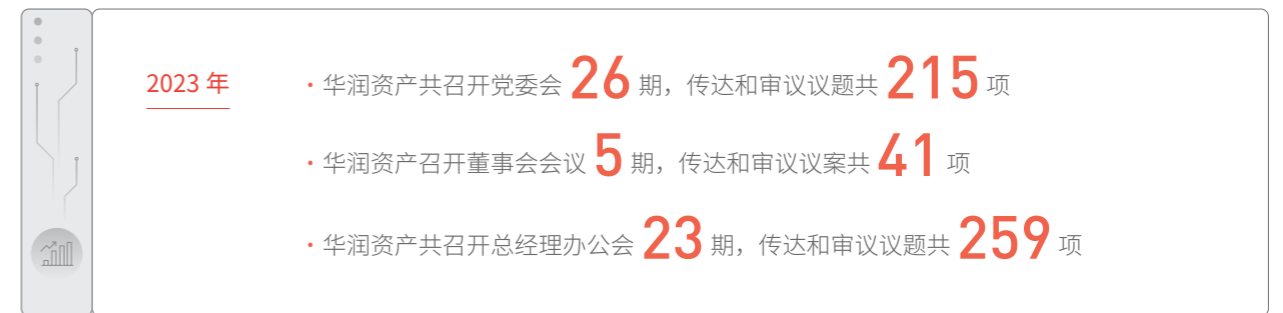 2023 年
· 华润资产共召开党委会 26 期，传达和审议议题共 215 项
· 华润资产召开董事会会议 5 期，传达和审议议案共 41 项
· 华润资产共召开总经理办公会 23 期，传达和审议议题共 259 项